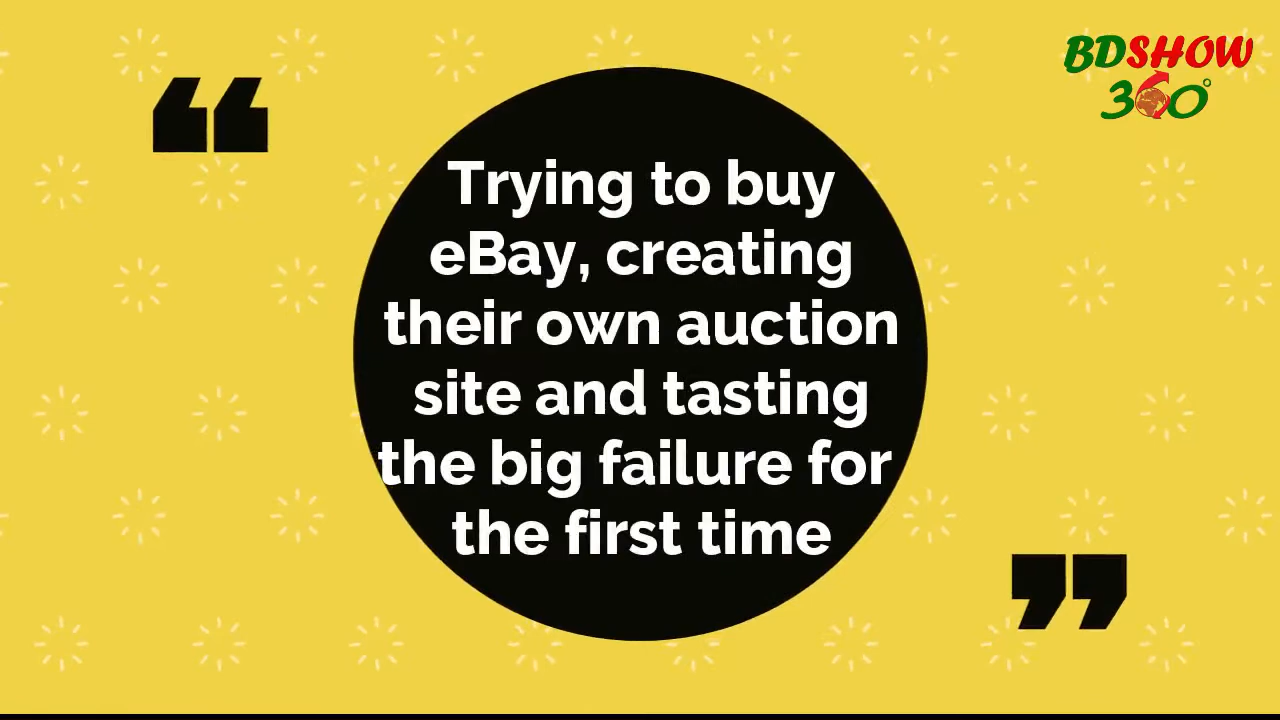 BDSHOW
360°
“
Trying to buy
eBay, creating
their own auction
site and tasting
the big failure for
the first time
”